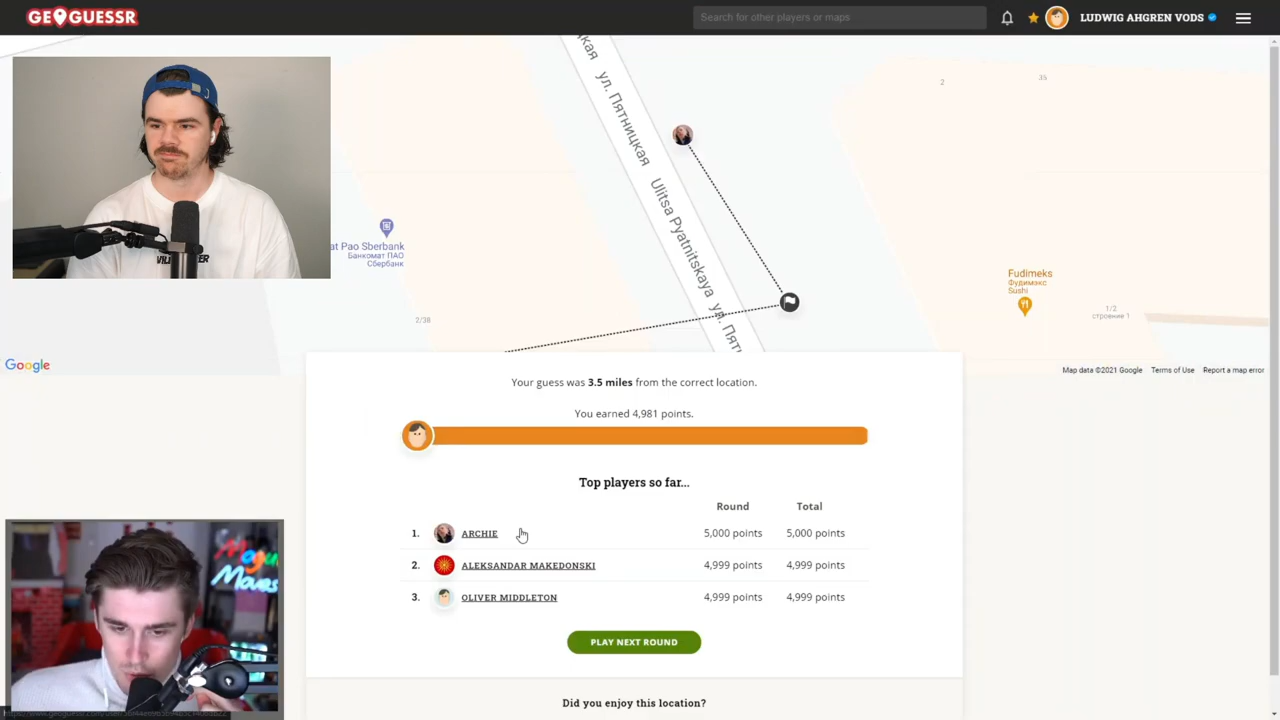 GEOGUESSR
Search for other players or maps
LUDWIG AHGREN VODS
ул. Пятницкая
Ulitsa Pyatnitskaya
2
35
at Pao Sberbank
Банкомат ПАО
Сбербанк
2/38
Fudimeks
Фудимэкс
Sushi
1/2
строение 1
Google
Map data ©2021 Google
Terms of Use
Report a map error
Your guess was 3.5 miles from the correct location.
You earned 4,981 points.
Top players so far...
Round Total
1. ARCHIE 5,000 points 5,000 points
2. ALEKSANDAR MAKEDONSKI 4,999 points 4,999 points
3. OLIVER MIDDLETON 4,999 points 4,999 points
PLAY NEXT ROUND
Did you enjoy this location?